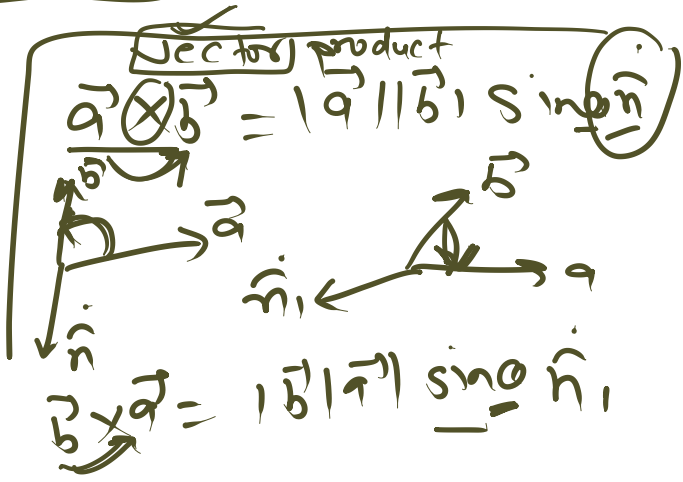 vector product
a⃗ × b⃗ = |a⃗||b⃗| sinθ n̂
b⃗
a⃗
n̂
b⃗
a
n̂₁
b⃗ × a⃗ = |b⃗||a⃗| sinθ n̂₁